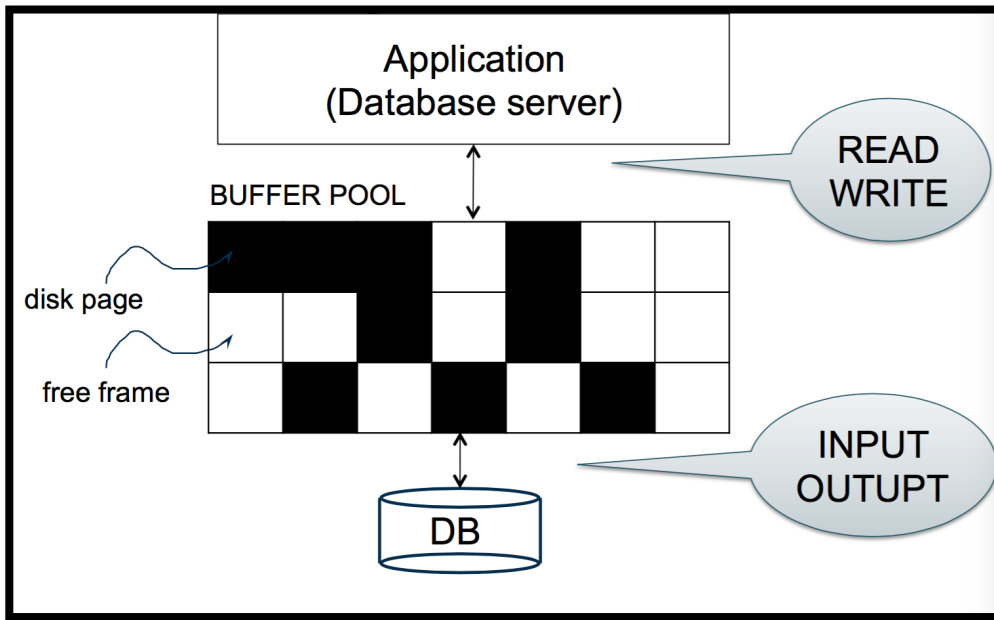 Application
(Database server)
READ
WRITE
BUFFER POOL
disk page
free frame
INPUT
OUTUPT
DB